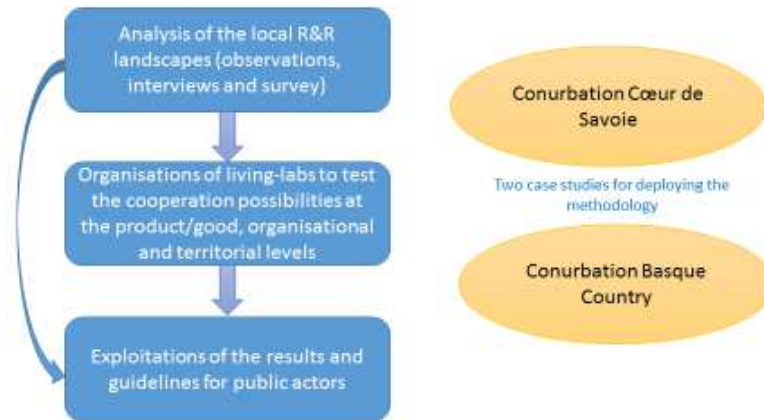 Analysis of the local R&R
landscapes (observations,
interviews and survey)
Organisations of living-labs to test
the cooperation possibilities at
the product/good, organisational
and territorial levels
Exploitations of the results and
guidelines for public actors
Conurbation Cœur de
Savoie
Two case studies for deploying the
methodology
Conurbation Basque
Country